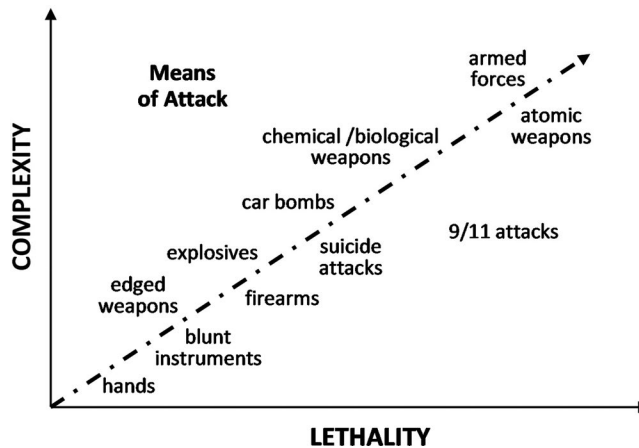 Means
of Attack
armed
forces
atomic
weapons
chemical /biological
weapons
car bombs
9/11 attacks
suicide
attacks
explosives
edged
weapons
firearms
blunt
instruments
hands
COMPLEXITY
LETHALITY